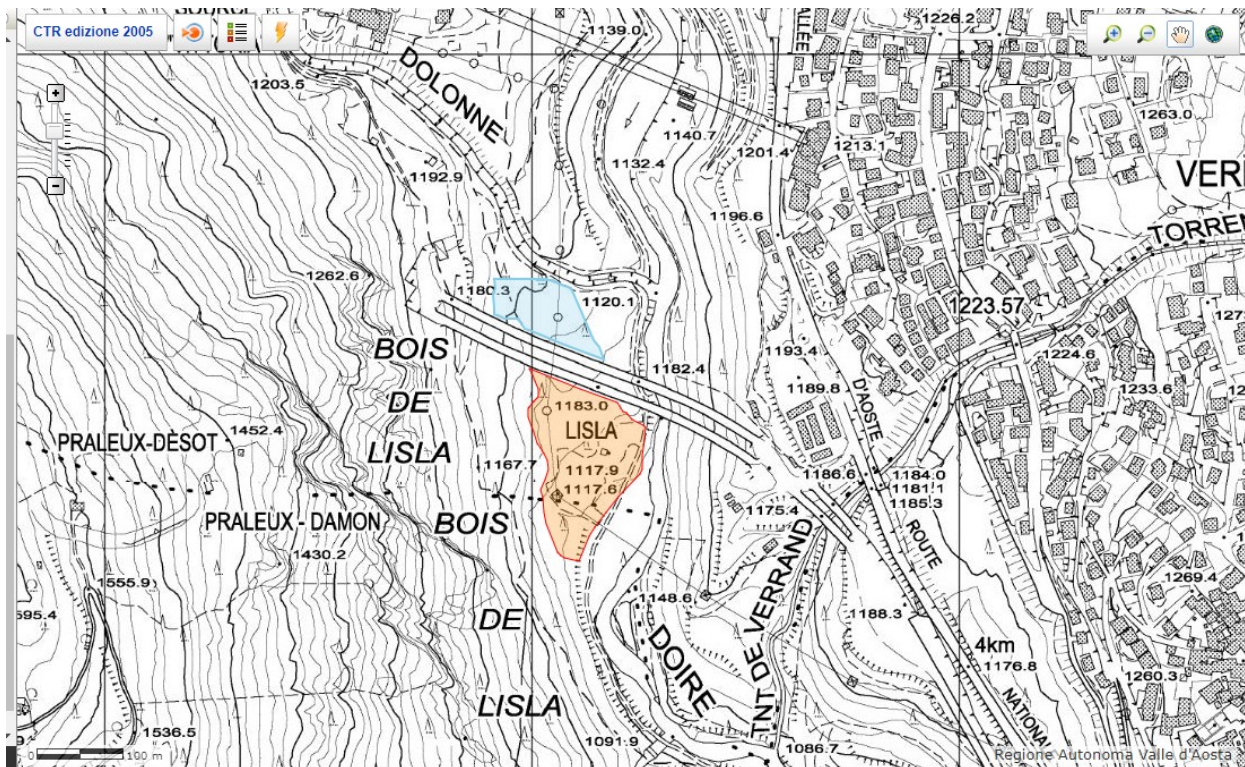 CTR edizione 2005
1139.0
1226.2
VALLÉE
DOLONNE
1203.5
1263.0
1140.7
1201.4
1213.1
1132.4
1192.9
VER
1196.6
TORREN
1262.6
1180.3
1120.1
1223.57
BOIS
1193.4
1224.6
1182.4
DE
1189.8
D'AOSTE
1233.6
1183.0
LISLA
PRALEUX-DÈSOT
1452.4
LISLA
1167.7
1117.9
1186.6
1184.0
1181.1
1117.6
1185.3
PRALEUX - DAMON
BOIS
1175.4
ROUTE
1430.2
1555.9
1269.4
595.4
1148.6
TNT DE VERRAND
1188.3
DE
DOIRE
4km
1176.8
1260.3
LISLA
NATIONAL
1536.5
1091.9
1086.7
0 100 m
Regione Autonoma Valle d'Aosta